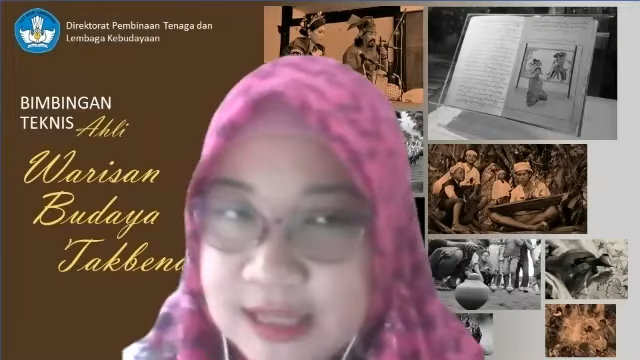 Direktorat Pembinaan Tenaga dan
Lembaga Kebudayaan
BIMBINGAN
TEKNIS Ahli
Warisan
Budaya